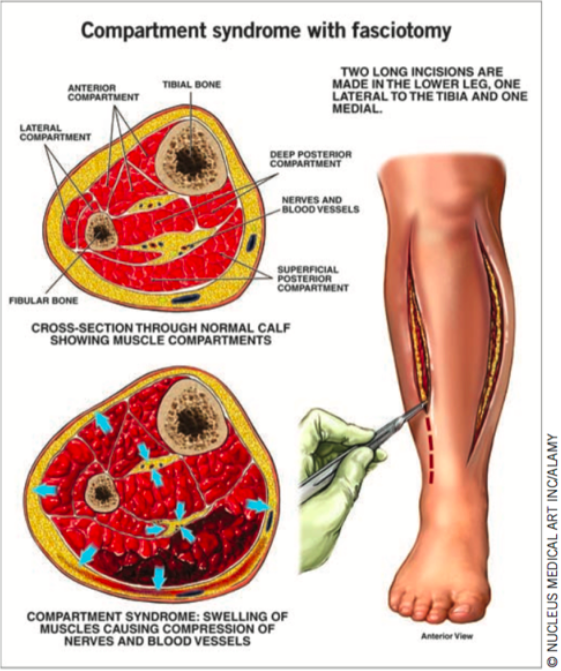 Compartment syndrome with fasciotomy
TWO LONG INCISIONS ARE
MADE IN THE LOWER LEG, ONE
LATERAL TO THE TIBIA AND ONE
MEDIAL.
ANTERIOR
COMPARTMENT
TIBIAL BONE
LATERAL
COMPARTMENT
DEEP POSTERIOR
COMPARTMENT
NERVES AND
BLOOD VESSELS
SUPERFICIAL
POSTERIOR
COMPARTMENT
FIBULAR BONE
CROSS-SECTION THROUGH NORMAL CALF
SHOWING MUSCLE COMPARTMENTS
COMPARTMENT SYNDROME: SWELLING OF
MUSCLES CAUSING COMPRESSION OF
NERVES AND BLOOD VESSELS
Anterior View
© NUCLEUS MEDICAL ART INC/ALAMY